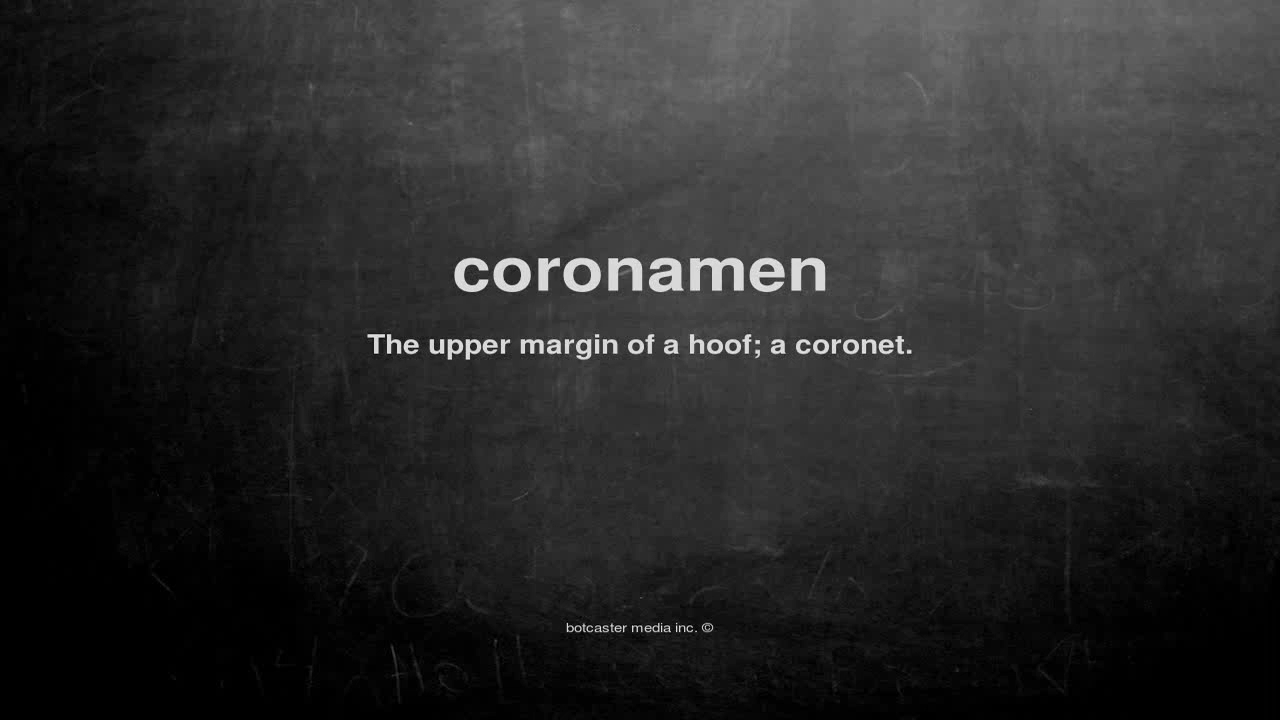 coronamen
The upper margin of a hoof; a coronet.
botcaster media inc. ©